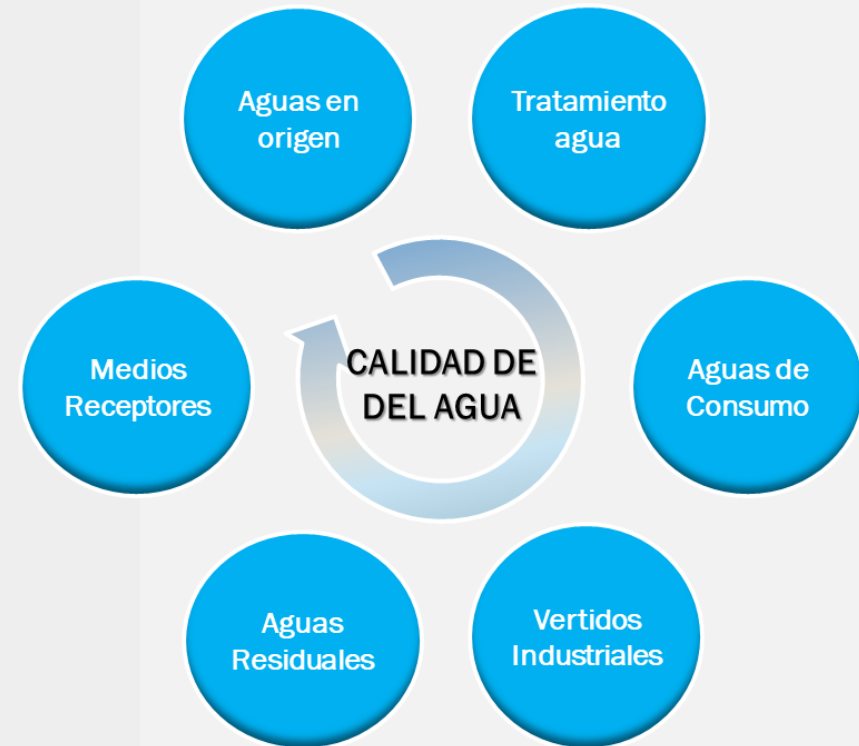 Aguas en
origen
Tratamiento
agua
Medios
Receptores
CALIDAD DE
DEL AGUA
Aguas de
Consumo
Aguas
Residuales
Vertidos
Industriales